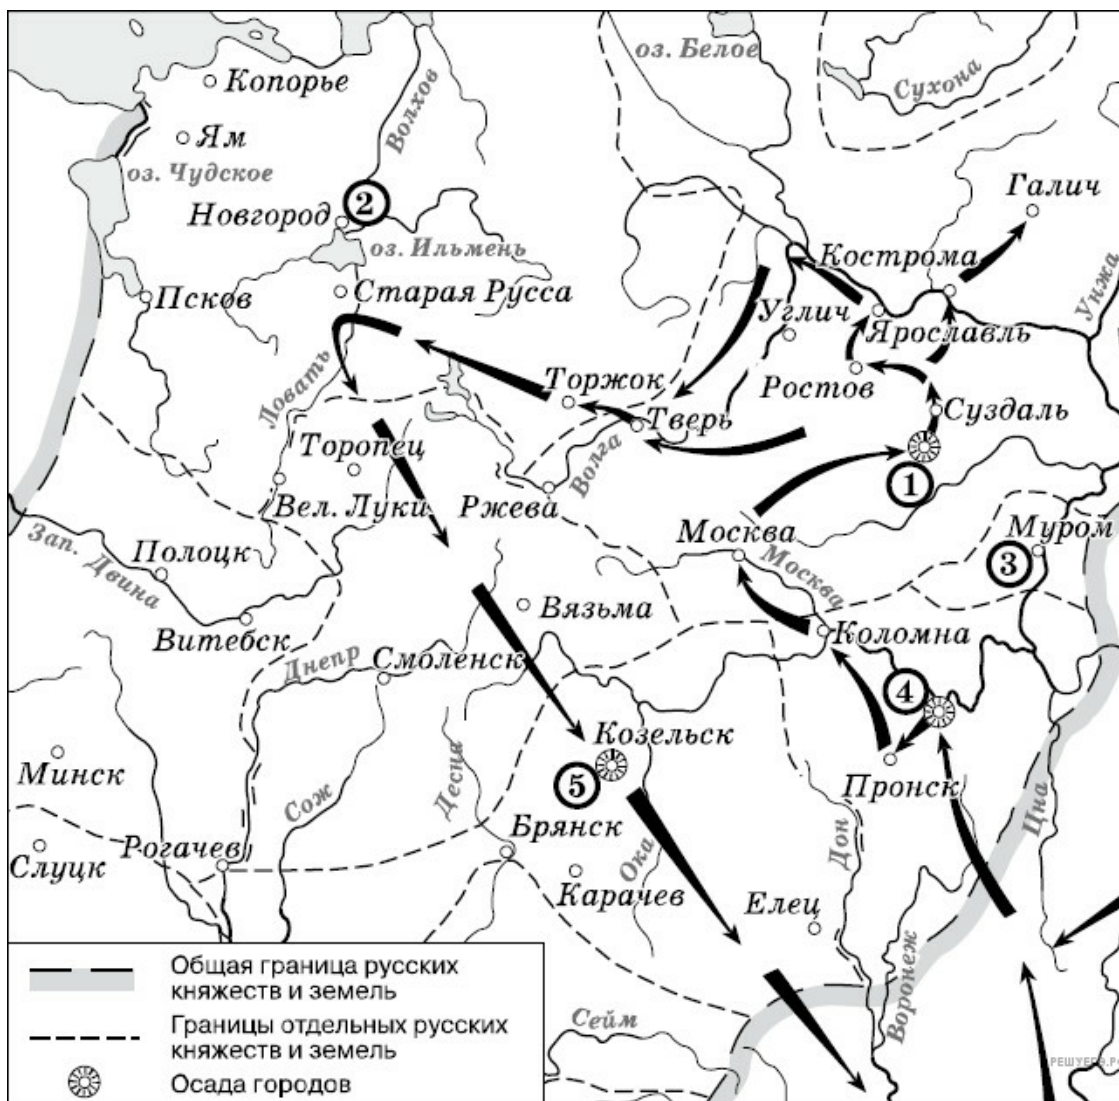 оз. Белое
Сухона
Копорье
Волхов
Ям
оз. Чудское
Галич
Новгород
2
оз. Ильмень
Кострома
Унжа
Псков
Старая Русса
Углич
Ярославль
Ловать
Торжок
Ростов
Тверь
Суздаль
Торопец
Волга
Вел. Луки
Ржева
1
Зап. Двина
Полоцк
Москва
Москва
Муром
3
Витебск
Вязьма
Коломна
Днепр
Смоленск
4
Козельск
Минск
Сож
Десна
5
Пронск
Цна
Слуцк
Рогачев
Брянск
Ока
Дон
Карачев
Елец
Воронеж
Сейм
Общая граница русских
княжеств и земель
Границы отдельных русских
княжеств и земель
Осада городов
РЕШУЕГЭ.РФ